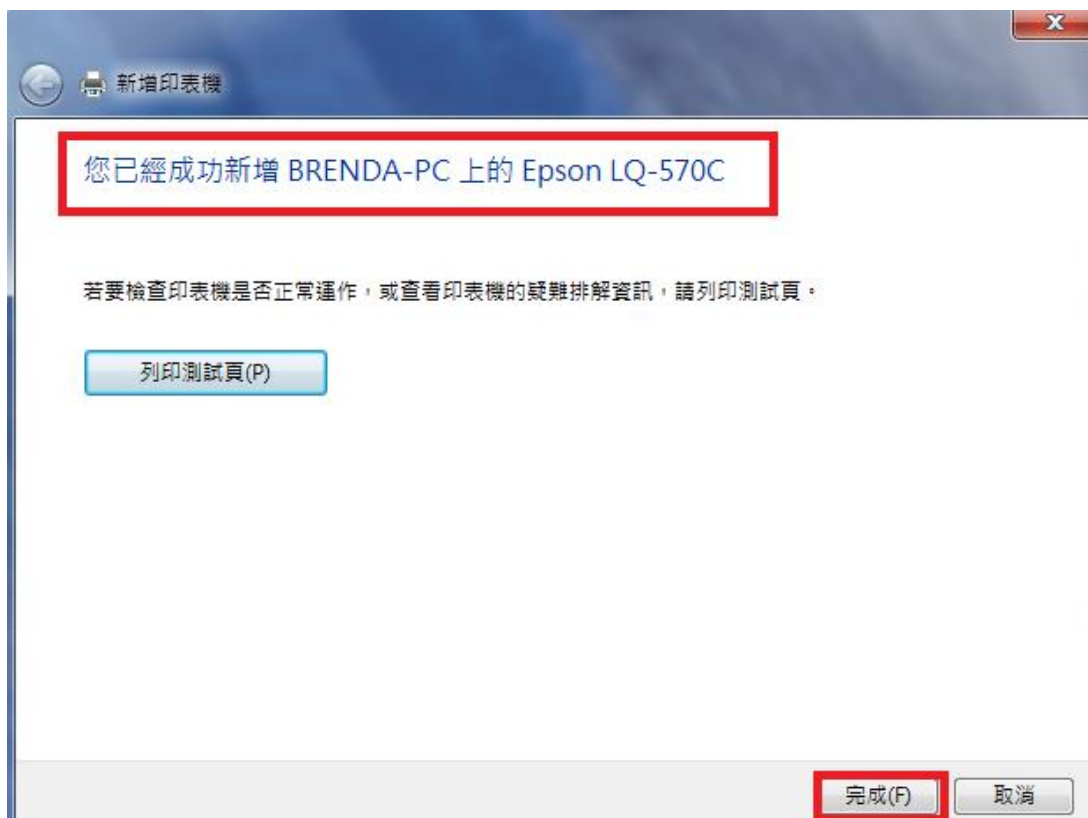 新增印表機
您已經成功新增 BRENDA-PC 上的 Epson LQ-570C
若要檢查印表機是否正常運作，或查看印表機的疑難排解資訊，請列印測試頁。
列印測試頁(P)
完成(F) 取消